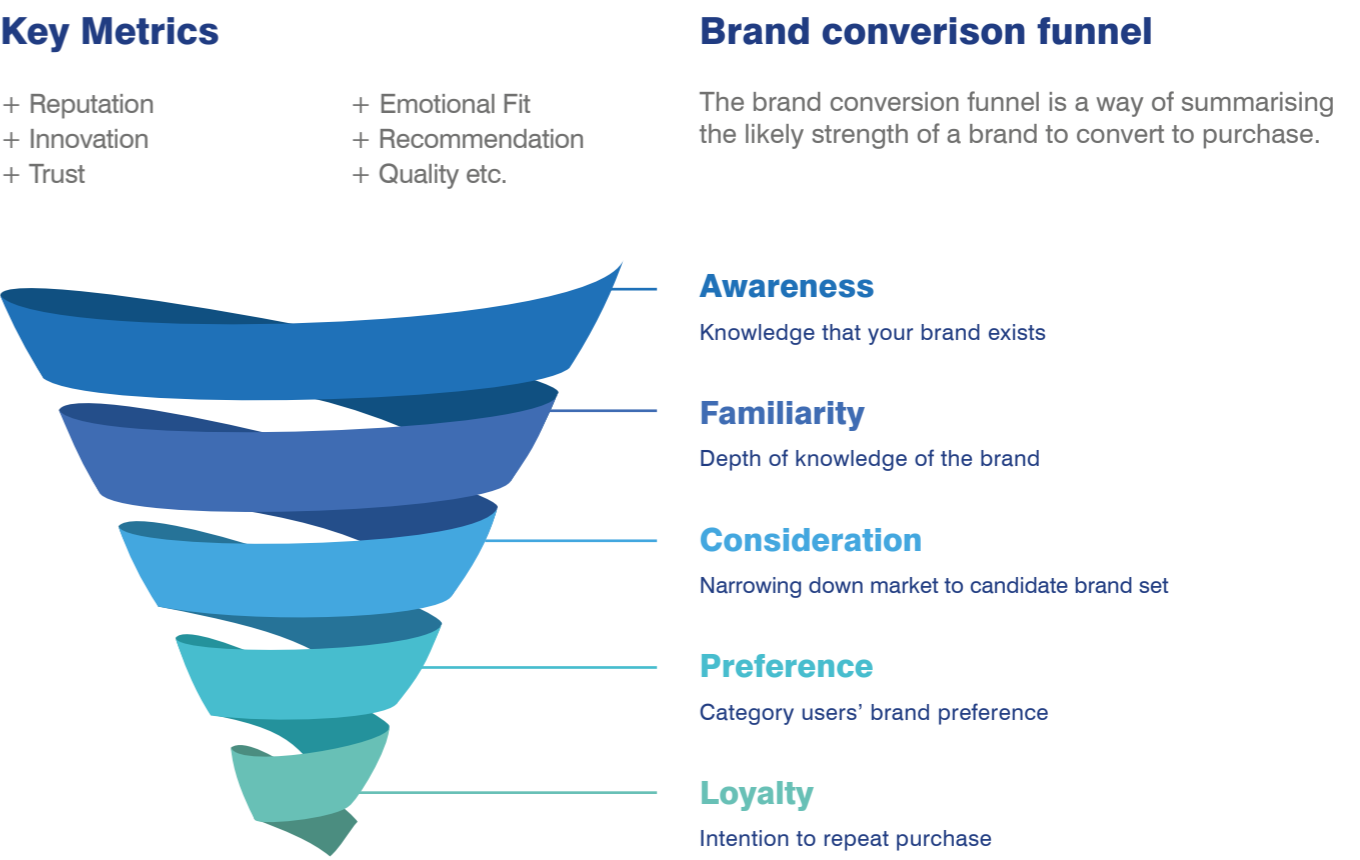 Key Metrics
+ Reputation
+ Innovation
+ Trust
+ Emotional Fit
+ Recommendation
+ Quality etc.
Brand converison funnel
The brand conversion funnel is a way of summarising
the likely strength of a brand to convert to purchase.
Awareness
Knowledge that your brand exists
Familiarity
Depth of knowledge of the brand
Consideration
Narrowing down market to candidate brand set
Preference
Category users’ brand preference
Loyalty
Intention to repeat purchase